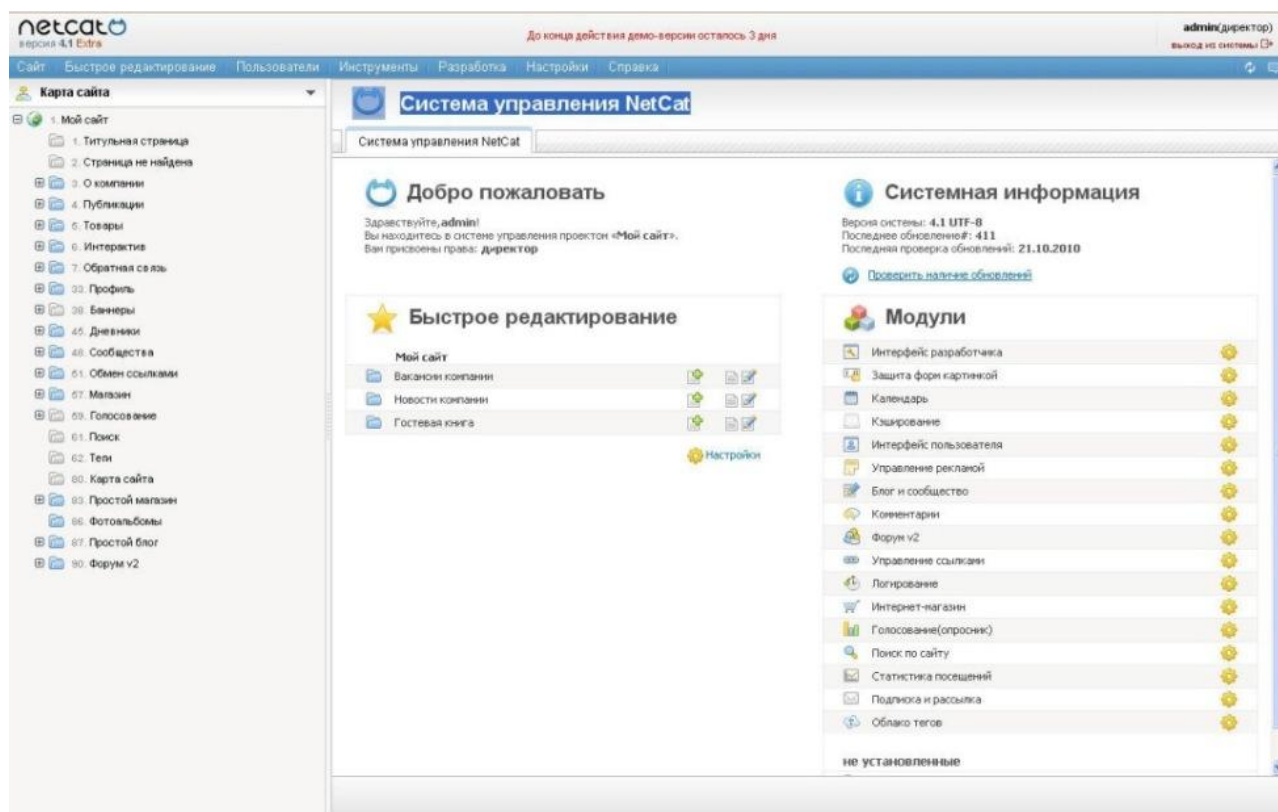 netcat
версия 4.1 Extra
До конца действия демо-версии осталось 3 дня
admin(директор)
выход из системы
Сайт Быстрое редактирование Пользователи Инструменты Разработка Настройки Справка
Карта сайта
1. Мой сайт
1. Титульная страница
2. Страница не найдена
3. О компании
4. Публикации
5. Товары
6. Интерактив
7. Обратная связь
33. Профиль
39. Баннеры
45. Дневники
48. Сообщества
51. Обмен ссылками
57. Магазин
59. Голосование
61. Поиск
62. Теги
80. Карта сайта
83. Простой магазин
86. Фотоальбомы
87. Простой блог
90. Форум v2
Система управления NetCat
Система управления NetCat
Добро пожаловать
Здравствуйте,admin!
Вы находитесь в системе управления проектом «Мой сайт».
Вам присвоены права: директор
Быстрое редактирование
Мой сайт
Вакансии компании
Новости компании
Гостевая книга
Настройки
Системная информация
Версия системы: 4.1 UTF-8
Последнее обновление#: 411
Последняя проверка обновлений: 21.10.2010
Проверить наличие обновлений
Модули
Интерфейс разработчика
Защита форм картинкой
Календарь
Кэширование
Интерфейс пользователя
Управление рекламой
Блог и сообщество
Комментарии
Форум v2
Управление ссылками
Логирование
Интернет-магазин
Голосование(опросник)
Поиск по сайту
Статистика посещений
Подписка и рассылка
Облако тегов
не установленные